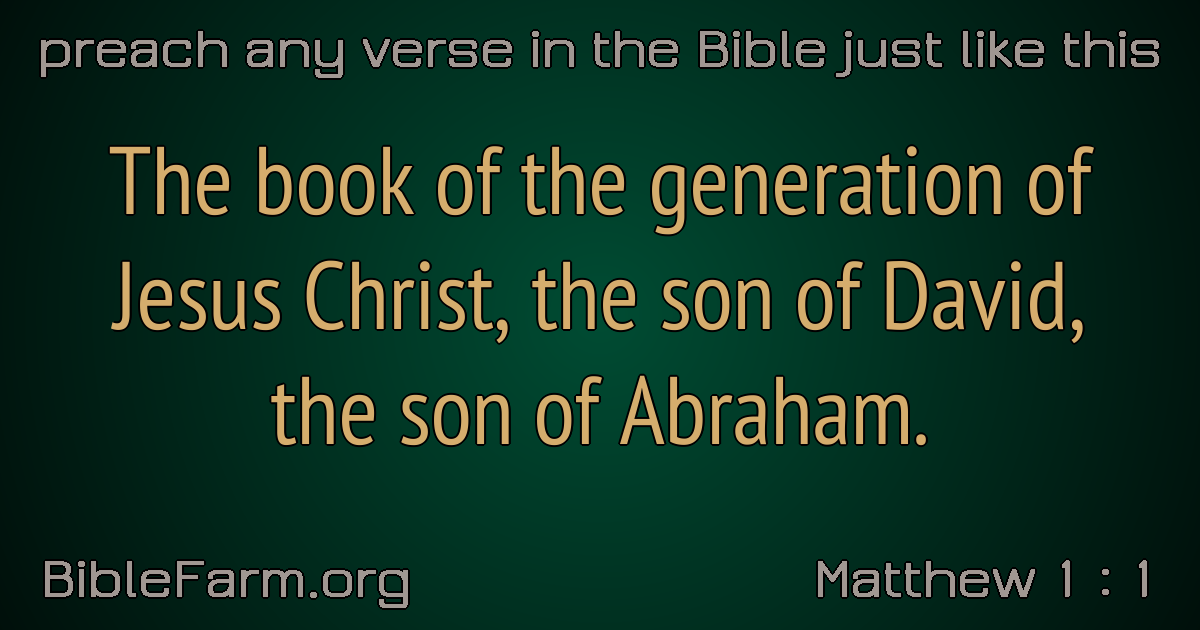 preach any verse in the Bible just like this
The book of the generation of
Jesus Christ, the son of David,
the son of Abraham.
BibleFarm.org
Matthew 1 : 1